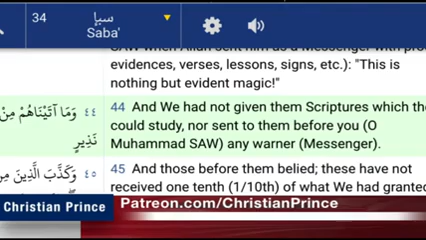 34
سبإ
Saba'
SAW when Allah sent him as a Messenger with
evidences, verses, lessons, signs, etc.): "This is
nothing but evident magic!"
٤٤ وَمَا آتَيْنَاهُم مِّنْ
نَذِيرٍ
44 And We had not given them Scriptures which
could study, nor sent to them before you (O
Muhammad SAW) any warner (Messenger).
٤٥ وَكَذَّبَ الَّذِينَ
45 And those before them belied; these have not
received one tenth (1/10th) of what We had granted
Christian Prince
Patreon.com/ChristianPrince